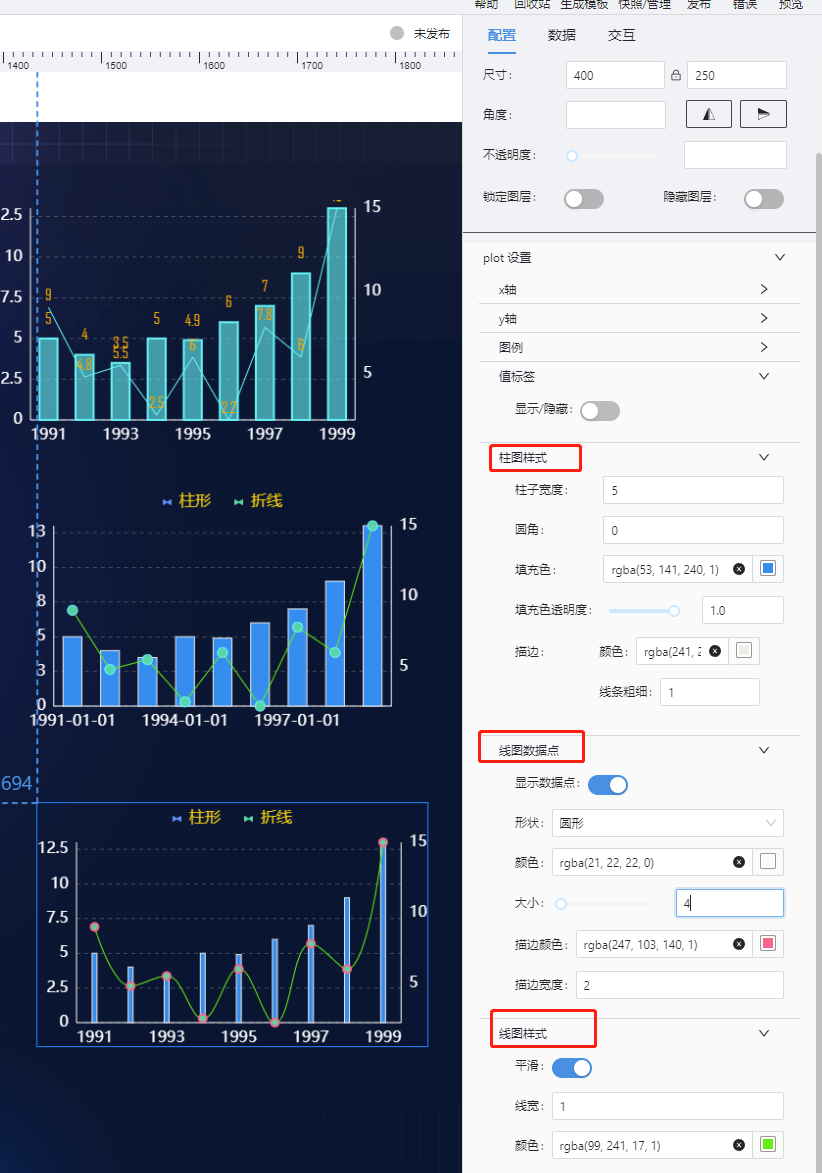 帮助 回收站 生成模板 快照/管理 发布 错误 预览
未发布
配置 数据 交互
1400 1500 1600 1700 1800
尺寸: 400 250
角度:
不透明度:
锁定图层: 隐藏图层:
2.5
10
7.5
5
2.5
0
15
10
5
9
5
4
4.8
3.5
5.5
5
2.5
4.9
6
6
2.2
7
7.8
9
6
1991 1993 1995 1997 1999
柱形 折线
13
10
8
5
3
0
15
10
5
1991-01-01 1994-01-01 1997-01-01
694
柱形 折线
12.5
10
7.5
5
2.5
0
15
10
5
1991 1993 1995 1997 1999
plot 设置
x轴
y轴
图例
值标签
显示/隐藏:
柱图样式
柱子宽度: 5
圆角: 0
填充色: rgba(53, 141, 240, 1)
填充色透明度: 1.0
描边: 颜色: rgba(241, 2
线条粗细: 1
线图数据点
显示数据点:
形状: 圆形
颜色: rgba(21, 22, 22, 0)
大小: 4
描边颜色: rgba(247, 103, 140, 1)
描边宽度: 2
线图样式
平滑:
线宽: 1
颜色: rgba(99, 241, 17, 1)